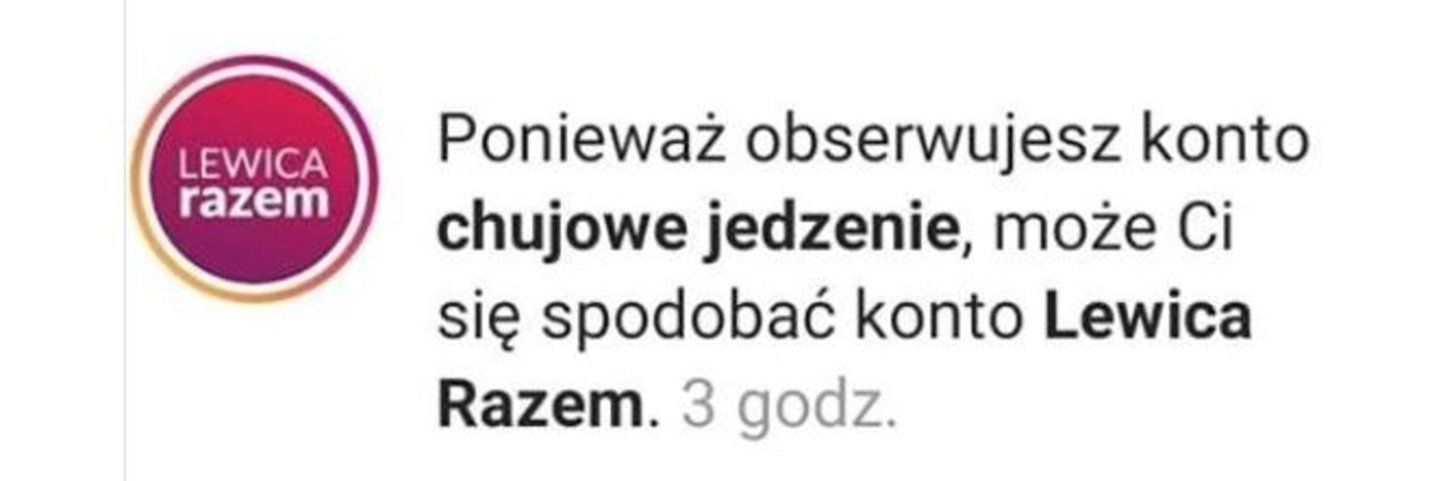 LEWICA
razem
Ponieważ obserwujesz konto
chujowe jedzenie, może Ci
się spodobać konto Lewica
Razem. 3 godz.